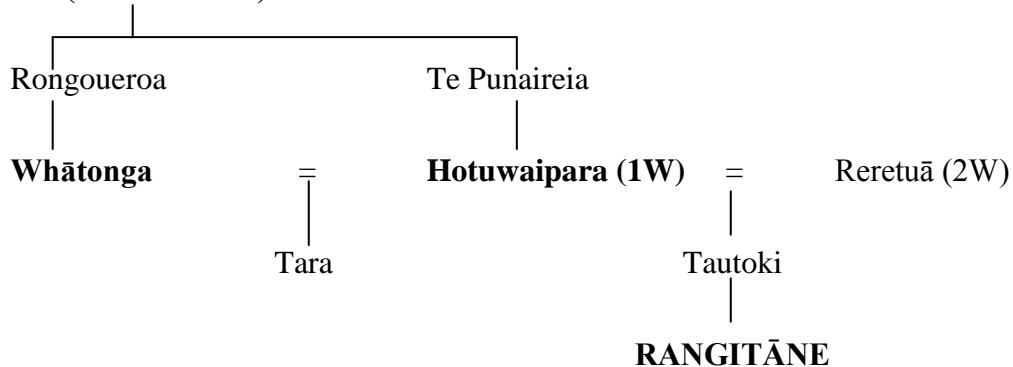 Rongoueroa Te Punaireia
Whātonga = Hotuwaipara (1W) = Reretuā (2W)
Tara Tautoki
RANGITĀNE